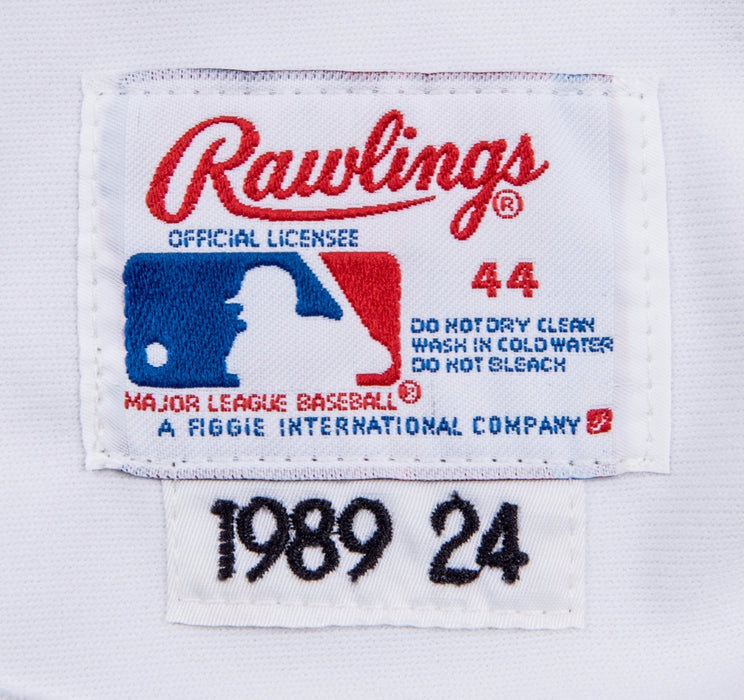 Rawlings®
OFFICIAL LICENSEE
44
DO NOT DRY CLEAN
WASH IN COLD WATER
DO NOT BLEACH
MAJOR LEAGUE BASEBALL®
A FIGGIE INTERNATIONAL COMPANY
1989 24